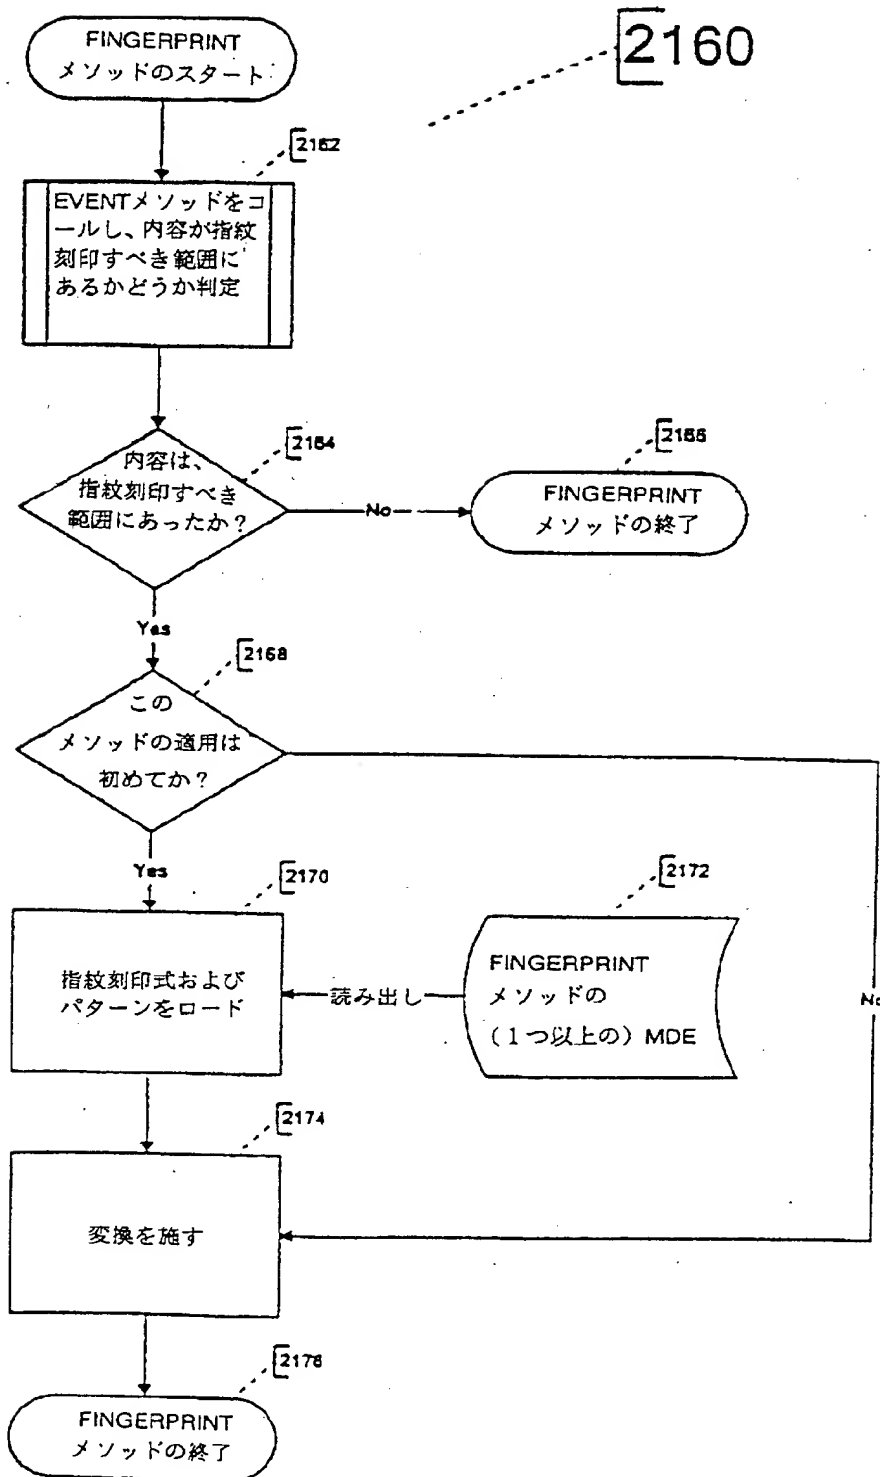 2160
FINGERPRINT
メソッドのスタート
2162
EVENTメソッドをコ
ールし、内容が指紋
刻印すべき範囲に
あるかどうか判定
2164
内容は、
指紋刻印すべき
範囲にあったか？
No
2166
FINGERPRINT
メソッドの終了
Yes
2168
この
メソッドの適用は
初めてか？
Yes
No
2170
指紋刻印式および
パターンをロード
読み出し
2172
FINGERPRINT
メソッドの
（１つ以上の）MDE
2174
変換を施す
2176
FINGERPRINT
メソッドの終了